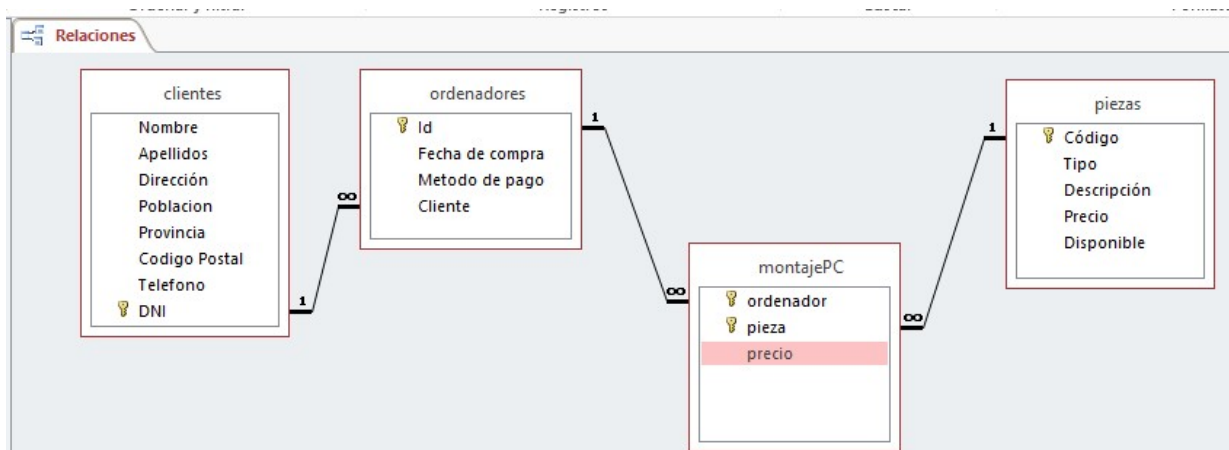 Relaciones
clientes
Nombre
Apellidos
Dirección
Poblacion
Provincia
Codigo Postal
Telefono
DNI
1
∞
ordenadores
Id
Fecha de compra
Metodo de pago
Cliente
1
∞
montajePC
ordenador
pieza
precio
∞
1
piezas
Código
Tipo
Descripción
Precio
Disponible